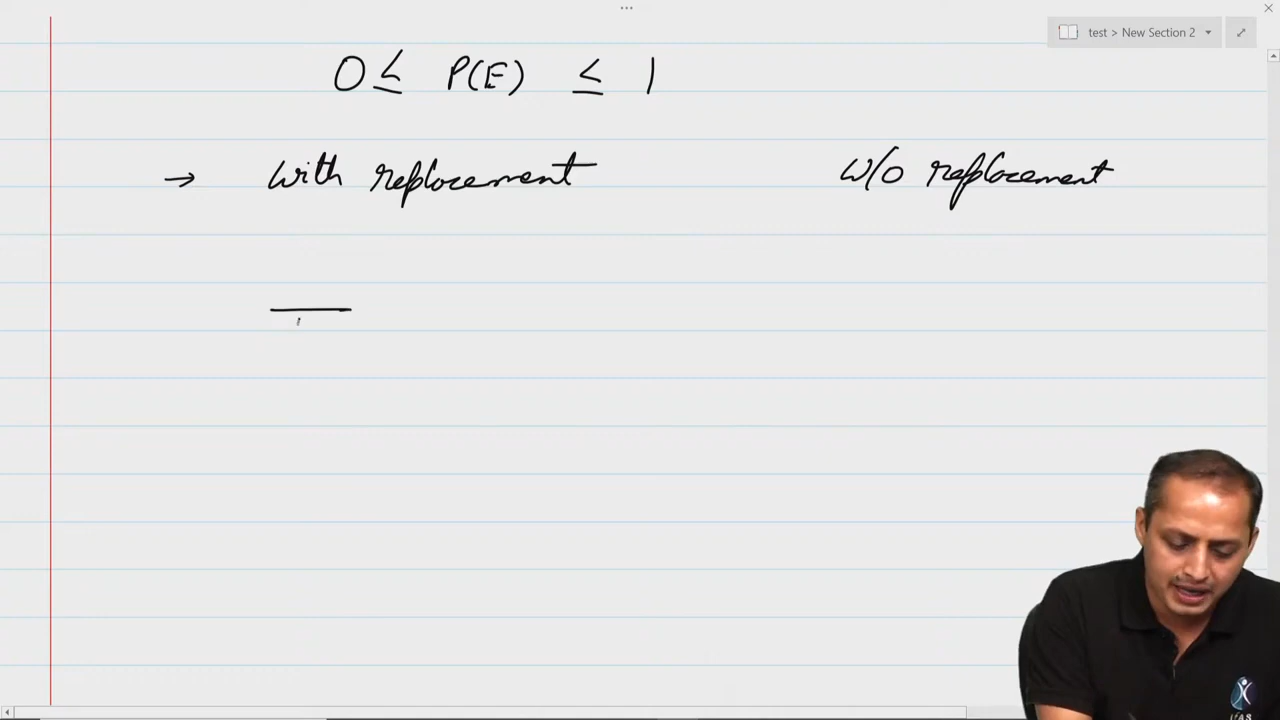 test > New Section 2
0 ≤ P(E) ≤ 1
→ with replacement w/o replacement